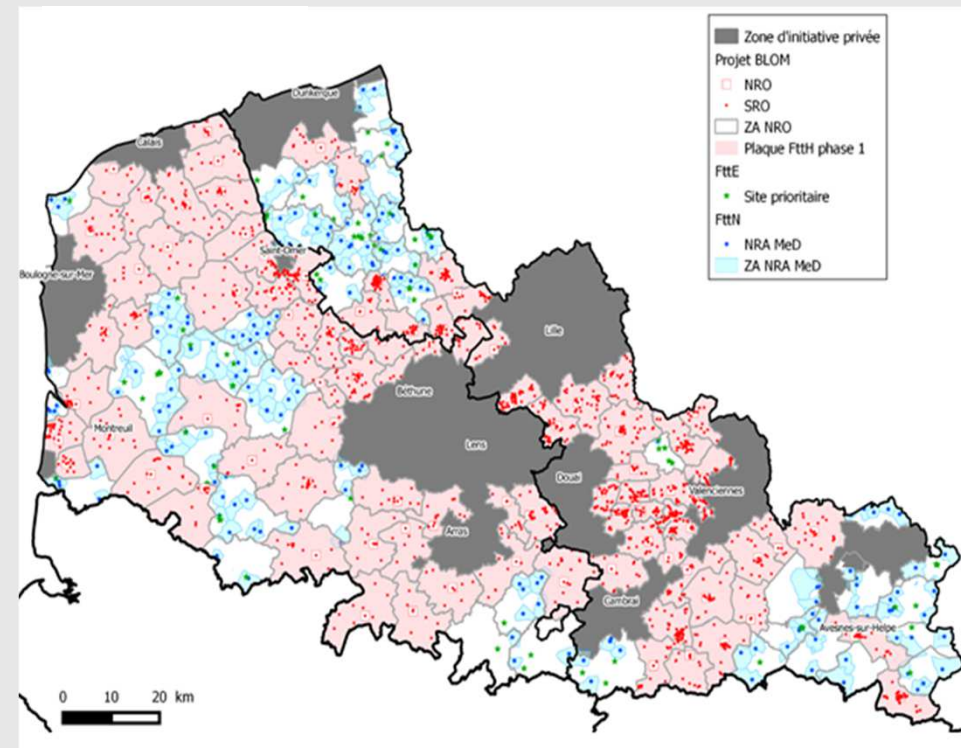 Zone d'initiative privée
Projet BLOM
NRO
SRO
ZA NRO
Plaque FttH phase 1
FttE
Site prioritaire
FttN
NRA MeD
ZA NRA MeD
Dunkerque
Calais
Saint-Omer
Boulogne-sur-Mer
Lille
Béthune
Montreuil
Lens
Douai
Valenciennes
Arras
Cambrai
Avesnes-sur-Helpe
0 10 20 km